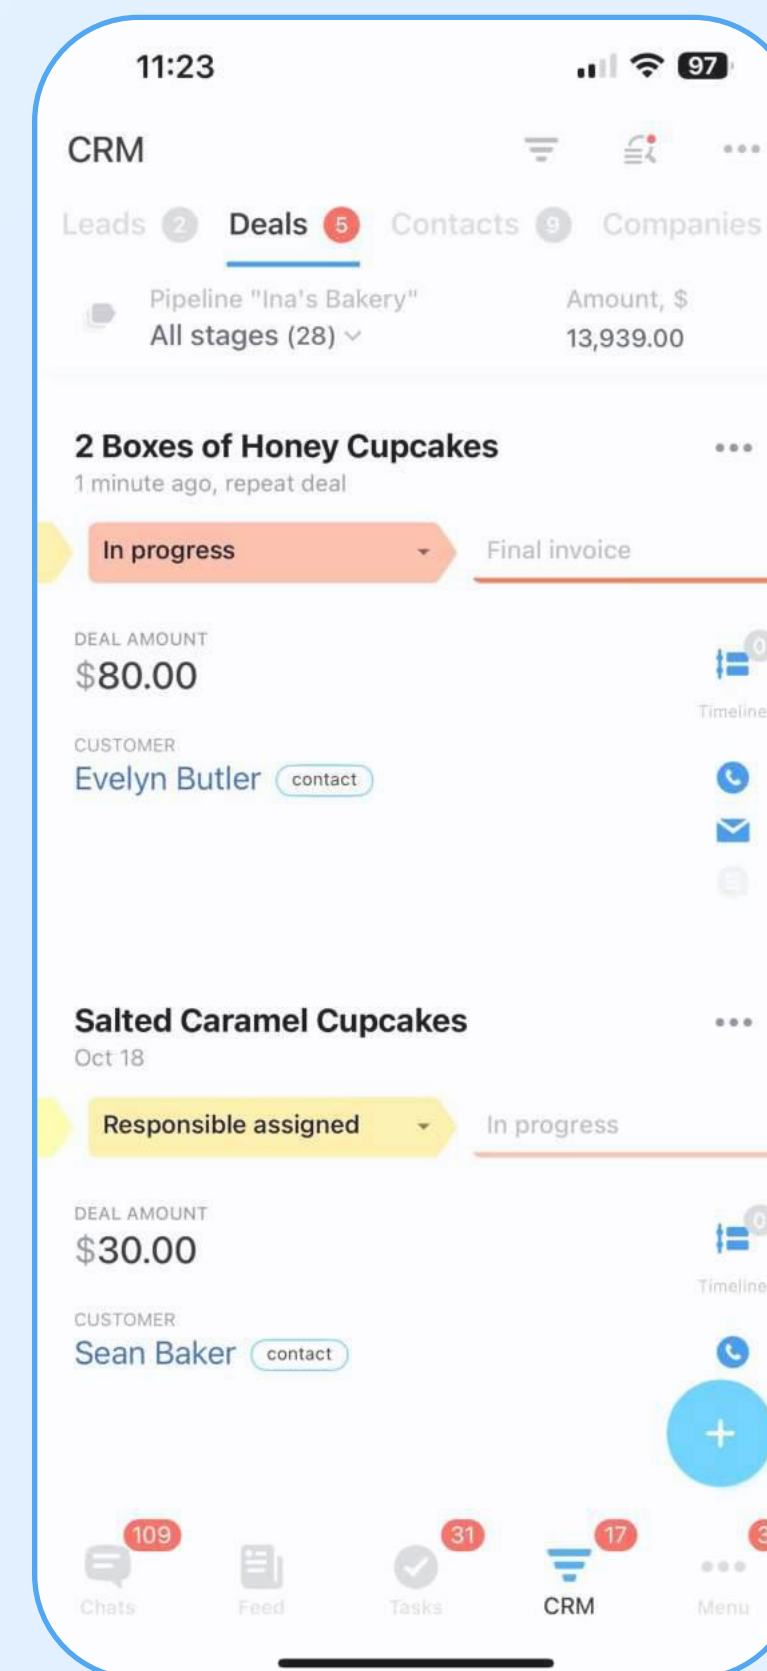 11:23 97
CRM
Leads 2 Deals 5 Contacts 9 Companies
Pipeline "Ina's Bakery" Amount, $
All stages (28) 13,939.00
2 Boxes of Honey Cupcakes
1 minute ago, repeat deal
In progress Final invoice
DEAL AMOUNT
$80.00
0
Timeline
CUSTOMER
Evelyn Butler contact
Salted Caramel Cupcakes
Oct 18
Responsible assigned In progress
DEAL AMOUNT
$30.00
0
Timeline
CUSTOMER
Sean Baker contact
109 31 17 3
Chats Feed Tasks CRM Menu